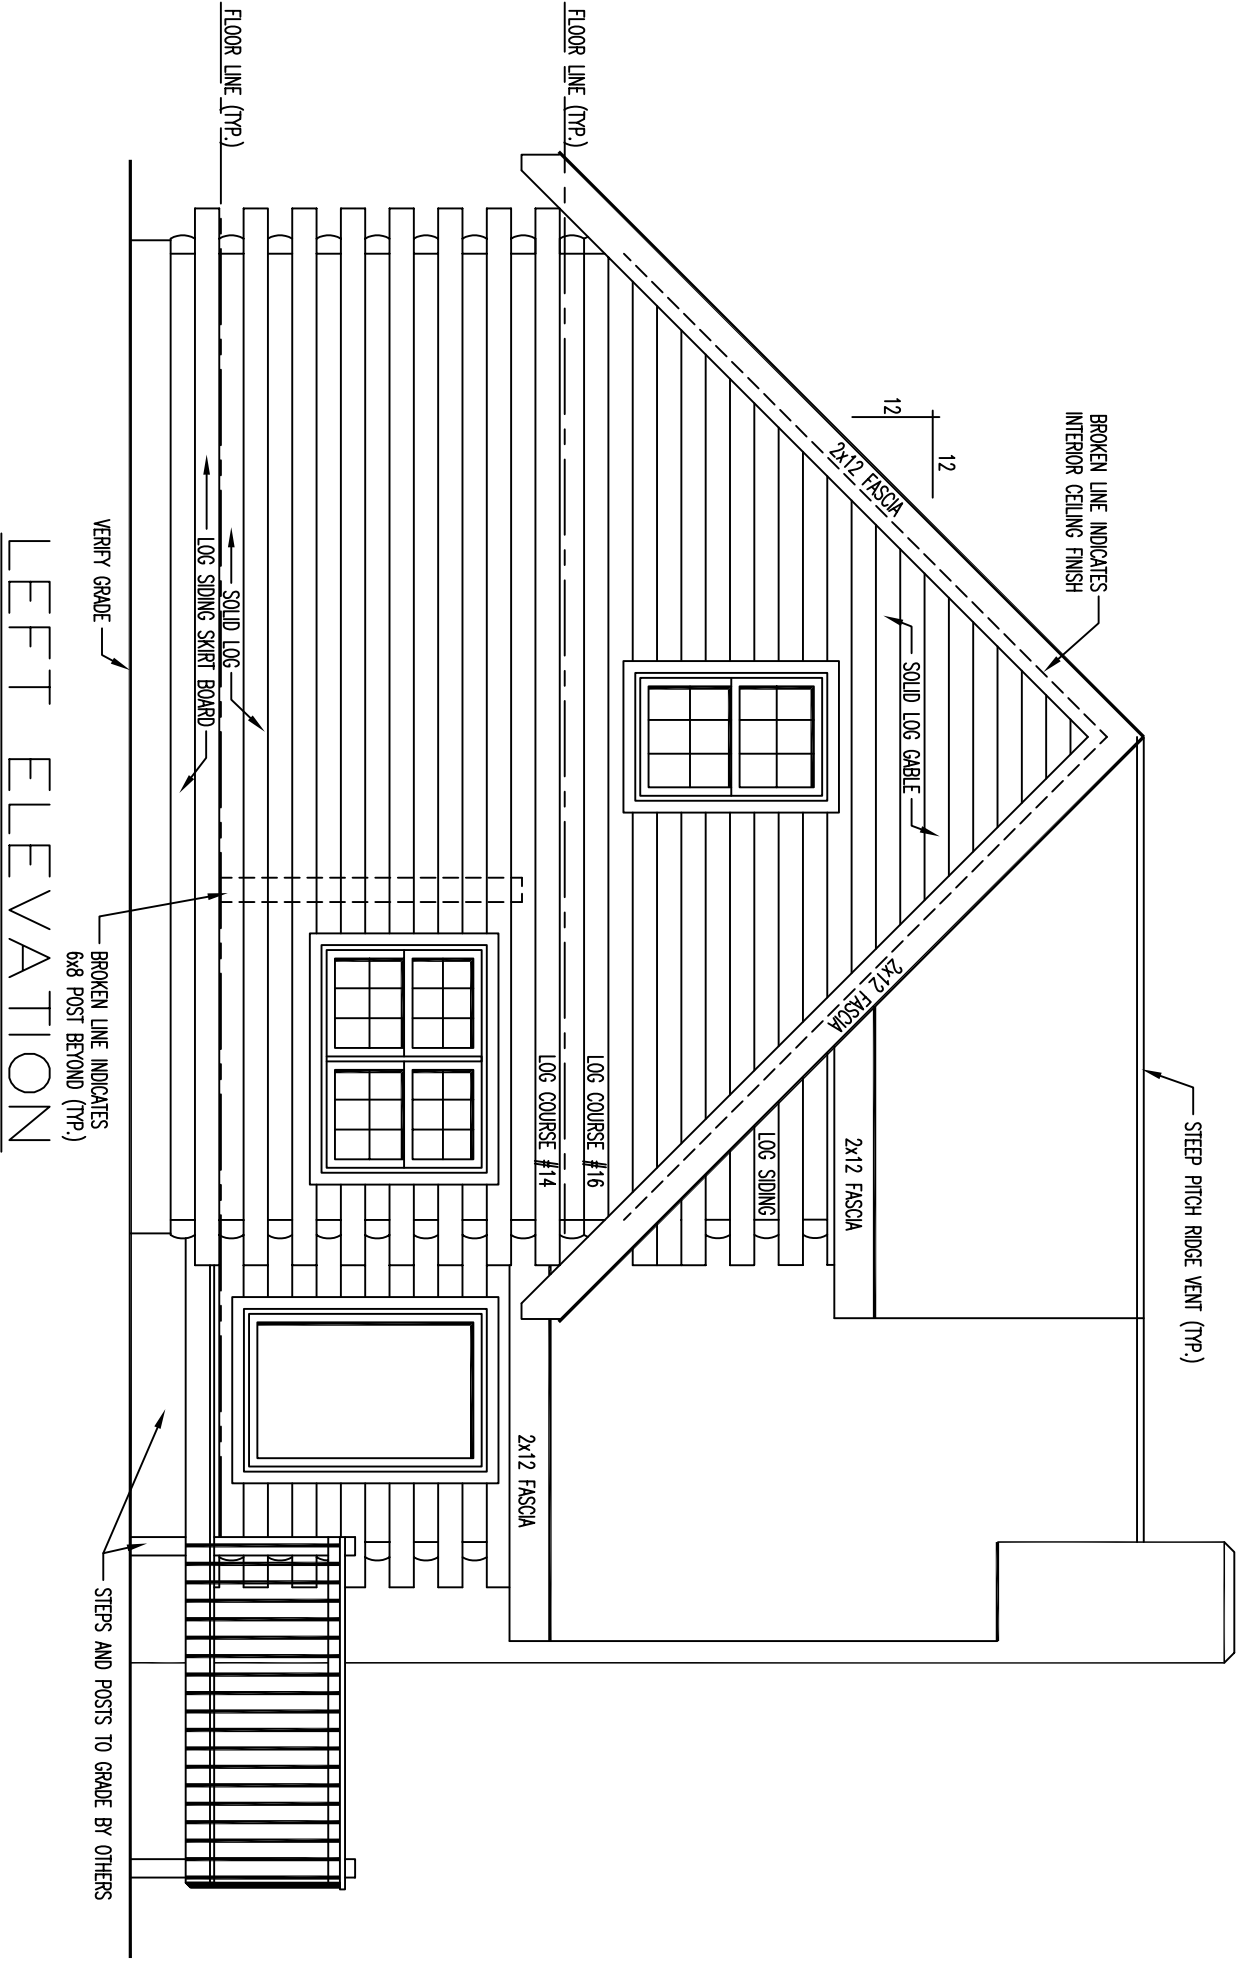 STEEP PITCH RIDGE VENT (TYP.)
BROKEN LINE INDICATES
INTERIOR CEILING FINISH
12
12
2x12 FASCIA
SOLID LOG GABLE
2x12 FASCIA
2x12 FASCIA
LOG SIDING
FLOOR LINE (TYP.)
LOG COURSE #16
LOG COURSE #14
2x12 FASCIA
FLOOR LINE (TYP.)
SOLID LOG
LOG SIDING SKIRT BOARD
VERIFY GRADE
BROKEN LINE INDICATES
6x8 POST BEYOND (TYP.)
STEPS AND POSTS TO GRADE BY OTHERS
LEFT ELEVATION